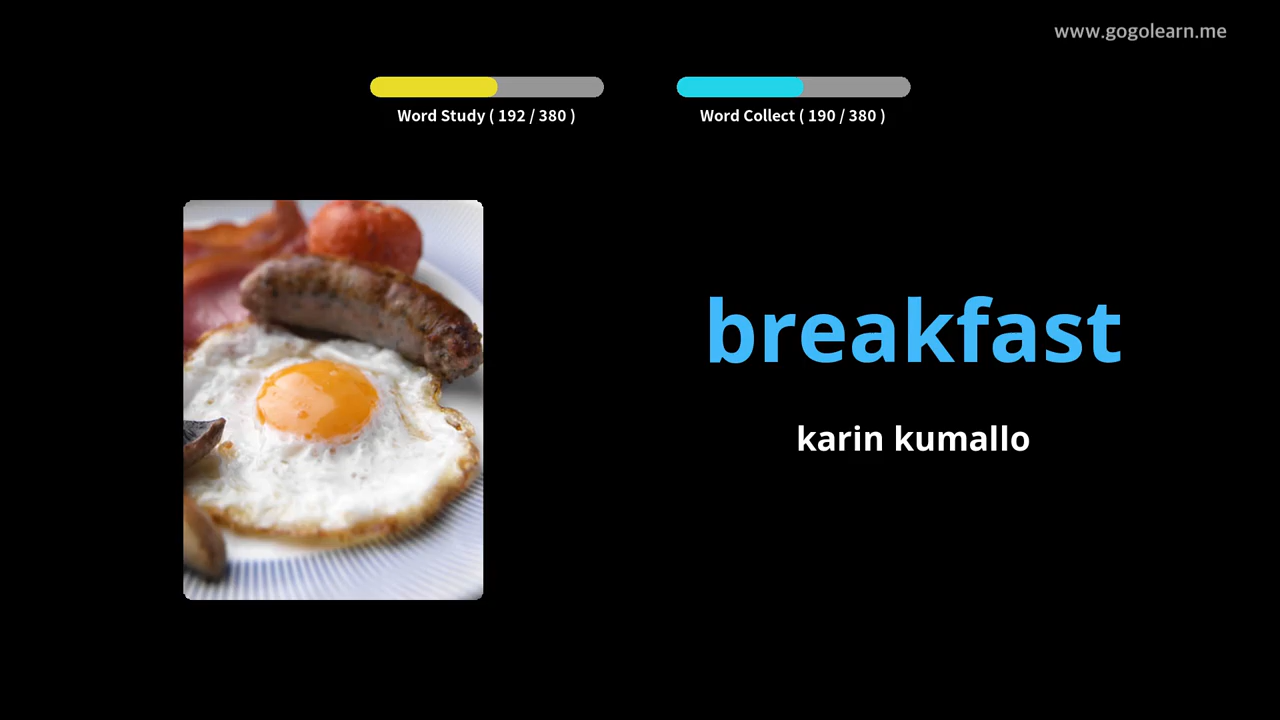 www.gogolearn.me
Word Study ( 192 / 380 )
Word Collect ( 190 / 380 )
breakfast
karin kumallo